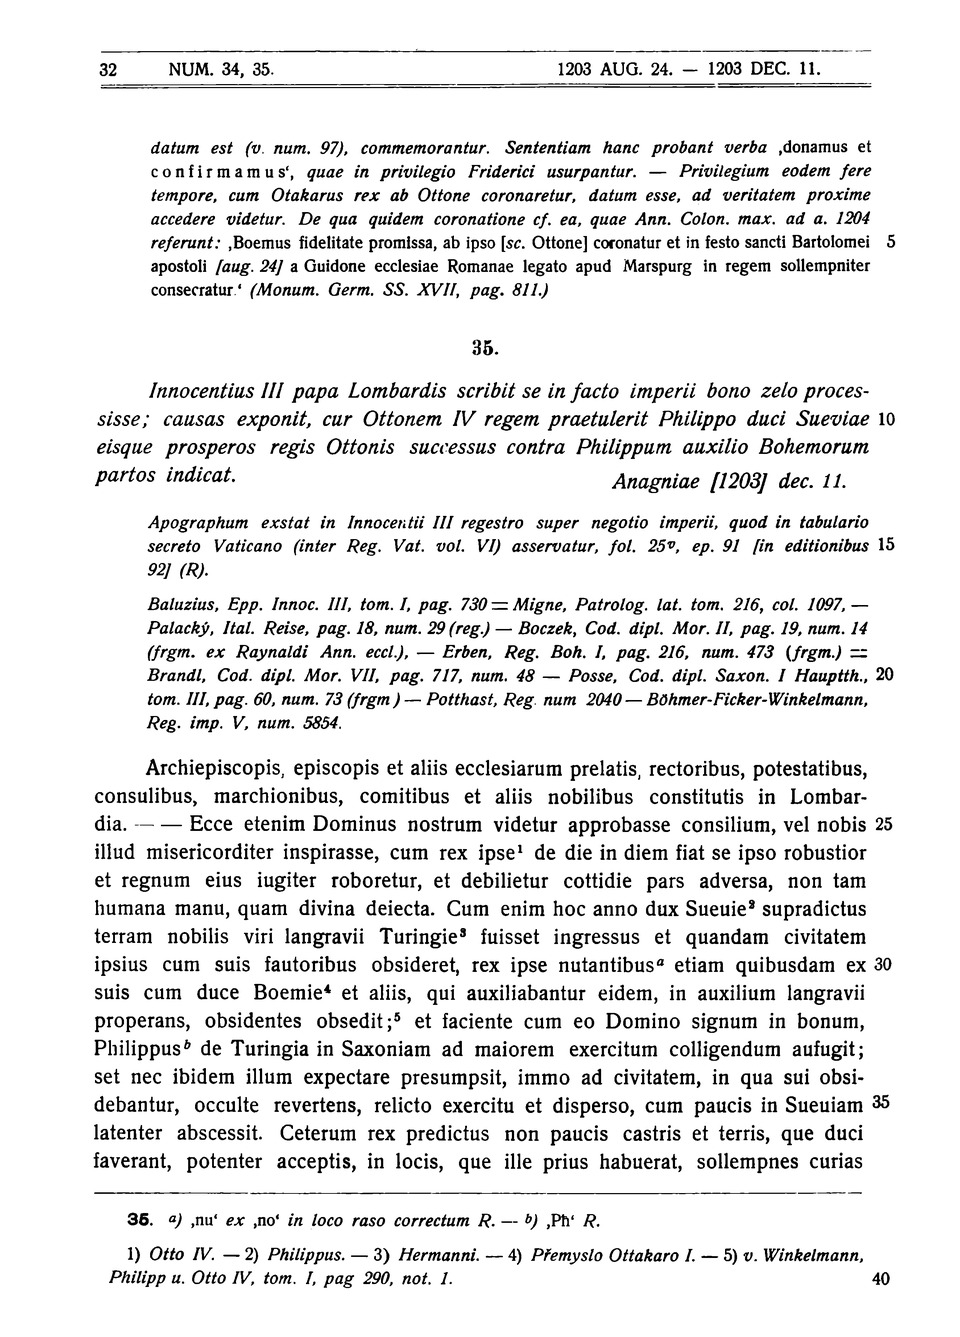 32 NUM. 34, 35. 1203 AUG. 24. — 1203 DEC. 11.
datum est (v. num. 97), commemorantur. Sententiam hanc probant verba ‚donamus et
confirmamus‘, quae in privilegio Friderici usurpantur. — Privilegium eodem fere
tempore, cum Otakarus rex ab Ottone coronaretur, datum esse, ad veritatem proxime
accedere videtur. De qua quidem coronatione cf. ea, quae Ann. Colon. max. ad a. 1204
referunt: ‚Boemus fidelitate promissa, ab ipso [sc. Ottone] coronatur et in festo sancti Bartolomei 5
apostoli [aug. 24] a Guidone ecclesiae Romanae legato apud Marspurg in regem sollempniter
consecratur.‘ (Monum. Germ. SS. XVII, pag. 811.)
35.
Innocentius III papa Lombardis scribit se in facto imperii bono zelo proces-
sisse; causas exponit, cur Ottonem IV regem praetulerit Philippo duci Sueviae 10
eisque prosperos regis Ottonis successus contra Philippum auxilio Bohemorum
partos indicat. Anagniae [1203] dec. 11.
Apographum exstat in Innocentii III regestro super negotio imperii, quod in tabulario
secreto Vaticano (inter Reg. Vat. vol. VI) asservatur, fol. 25ᵛ, ep. 91 [in editionibus 15
92] (R).
Baluzius, Epp. Innoc. III, tom. I, pag. 730 = Migne, Patrolog. lat. tom. 216, col. 1097, —
Palacký, Ital. Reise, pag. 18, num. 29 (reg.) — Boczek, Cod. dipl. Mor. II, pag. 19, num. 14
(frgm. ex Raynaldi Ann. eccl.), — Erben, Reg. Boh. I, pag. 216, num. 473 (frgm.) =
Brandl, Cod. dipl. Mor. VII, pag. 717, num. 48 — Posse, Cod. dipl. Saxon. I Hauptth., 20
tom. III, pag. 60, num. 73 (frgm ) — Potthast, Reg. num 2040 — Böhmer-Ficker-Winkelmann,
Reg. imp. V, num. 5854.
Archiepiscopis, episcopis et aliis ecclesiarum prelatis, rectoribus, potestatibus,
consulibus, marchionibus, comitibus et aliis nobilibus constitutis in Lombar-
dia. — — Ecce etenim Dominus nostrum videtur approbasse consilium, vel nobis 25
illud misericorditer inspirasse, cum rex ipse¹ de die in diem fiat se ipso robustior
et regnum eius iugiter roboretur, et debilietur cottidie pars adversa, non tam
humana manu, quam divina deiecta. Cum enim hoc anno dux Sueuie² supradictus
terram nobilis viri langravii Turingie³ fuisset ingressus et quandam civitatem
ipsius cum suis fautoribus obsideret, rex ipse nutantibusᵃ etiam quibusdam ex 30
suis cum duce Boemie⁴ et aliis, qui auxiliabantur eidem, in auxilium langravii
properans, obsidentes obsedit;⁵ et faciente cum eo Domino signum in bonum,
Philippusᵇ de Turingia in Saxoniam ad maiorem exercitum colligendum aufugit;
set nec ibidem illum expectare presumpsit, immo ad civitatem, in qua sui obsi-
debantur, occulte revertens, relicto exercitu et disperso, cum paucis in Sueuiam 35
latenter abscessit. Ceterum rex predictus non paucis castris et terris, que duci
faverant, potenter acceptis, in locis, que ille prius habuerat, sollempnes curias
35. a) ‚nu‘ ex ‚no‘ in loco raso correctum R. — b) ‚Ph̄‘ R.
1) Otto IV. — 2) Philippus. — 3) Hermanni. — 4) Přemyslo Ottakaro I. — 5) v. Winkelmann,
Philipp u. Otto IV, tom. I, pag 290, not. 1. 40